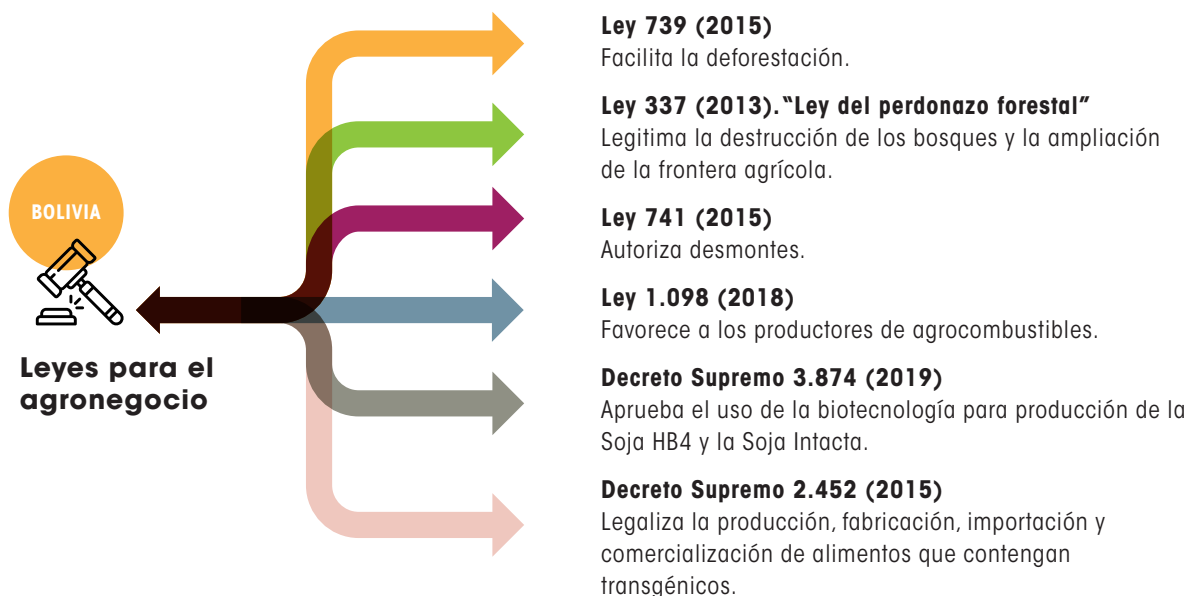 BOLIVIA
Leyes para el
agronegocio
Ley 739 (2015)
Facilita la deforestación.
Ley 337 (2013).“Ley del perdonazo forestal”
Legitima la destrucción de los bosques y la ampliación
de la frontera agrícola.
Ley 741 (2015)
Autoriza desmontes.
Ley 1.098 (2018)
Favorece a los productores de agrocombustibles.
Decreto Supremo 3.874 (2019)
Aprueba el uso de la biotecnología para producción de la
Soja HB4 y la Soja Intacta.
Decreto Supremo 2.452 (2015)
Legaliza la producción, fabricación, importación y
comercialización de alimentos que contengan
transgénicos.